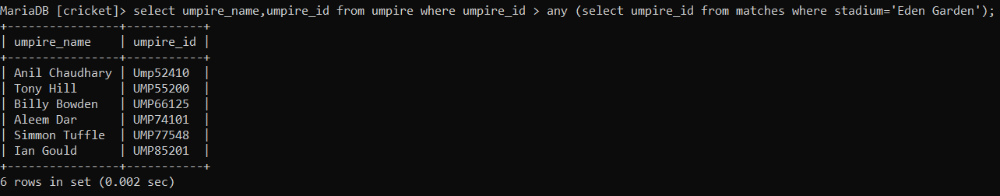 MariaDB [cricket]> select umpire_name,umpire_id from umpire where umpire_id > any (select umpire_id from matches where stadium='Eden Garden');
+----------------+-----------+
| umpire_name    | umpire_id |
+----------------+-----------+
| Anil Chaudhary | Ump52410  |
| Tony Hill      | UMP55200  |
| Billy Bowden   | UMP66125  |
| Aleem Dar      | UMP74101  |
| Simmon Tuffle  | UMP77548  |
| Ian Gould      | UMP85201  |
+----------------+-----------+
6 rows in set (0.002 sec)